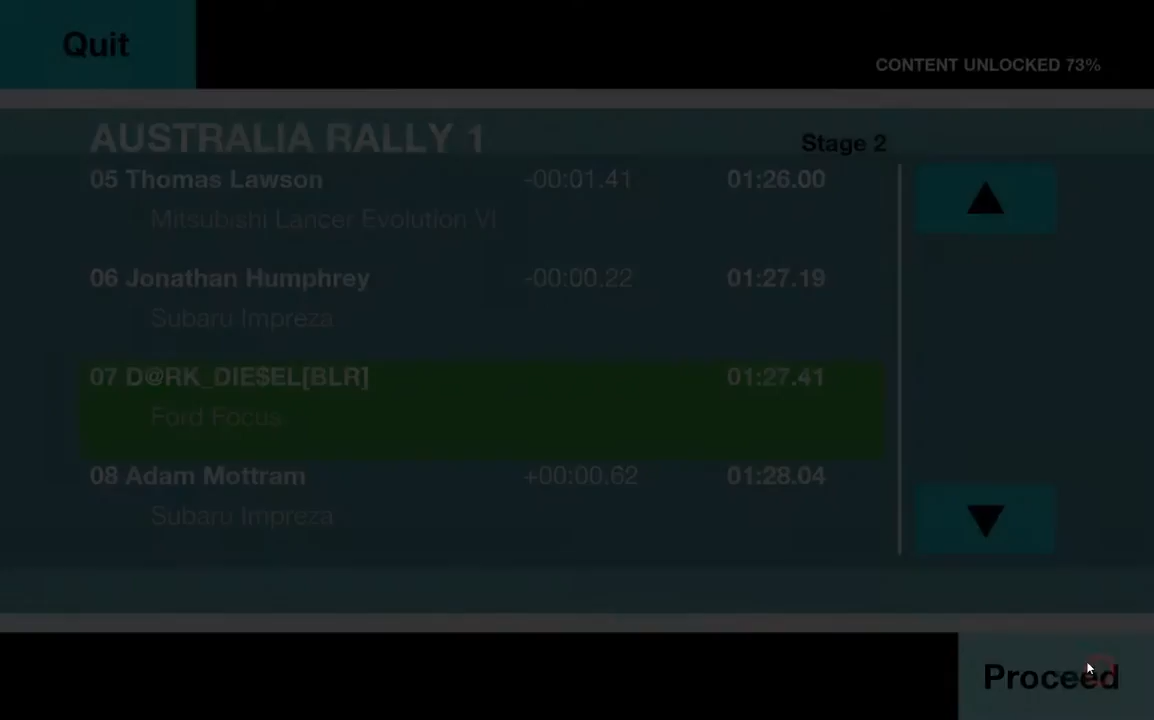 Quit
CONTENT UNLOCKED 73%
AUSTRALIA RALLY 1 Stage 2
05 Thomas Lawson -00:01.41 01:26.00
Mitsubishi Lancer Evolution VI
06 Jonathan Humphrey -00:00.22 01:27.19
Subaru Impreza
07 D@RK_DIE$EL[BLR] 01:27.41
Ford Focus
08 Adam Mottram +00:00.62 01:28.04
Subaru Impreza
Proceed